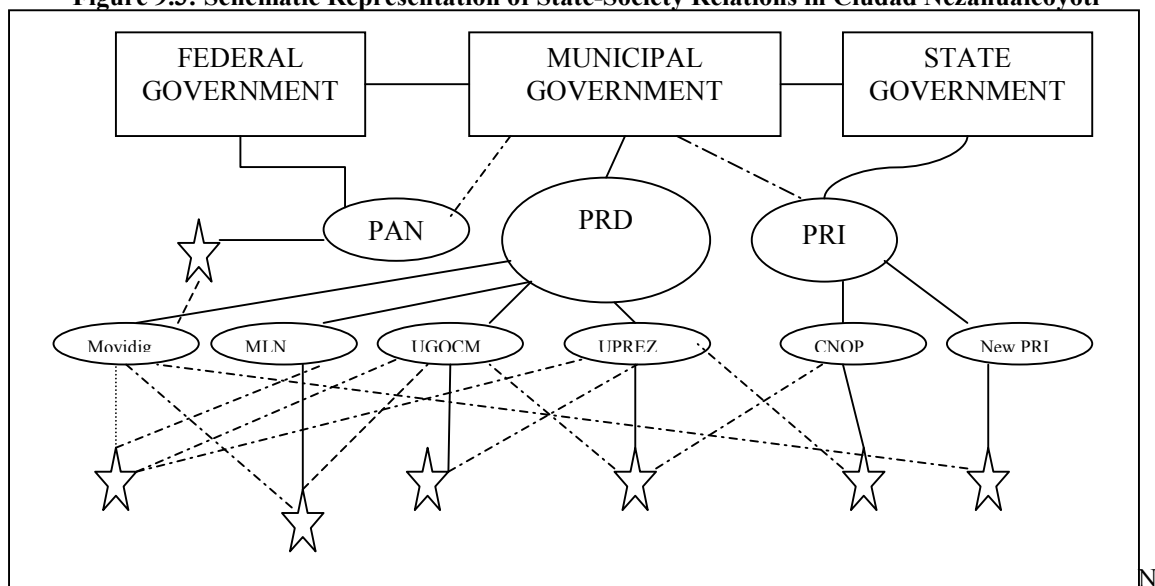 Figure 9.3: Schematic Representation of State-Society Relations in Ciudad Nezahualcóyotl
FEDERAL GOVERNMENT
MUNICIPAL GOVERNMENT
STATE GOVERNMENT
PAN
PRD
PRI
Movidig
MLN
UGOCM
UPREZ
CNOP
New PRI
N